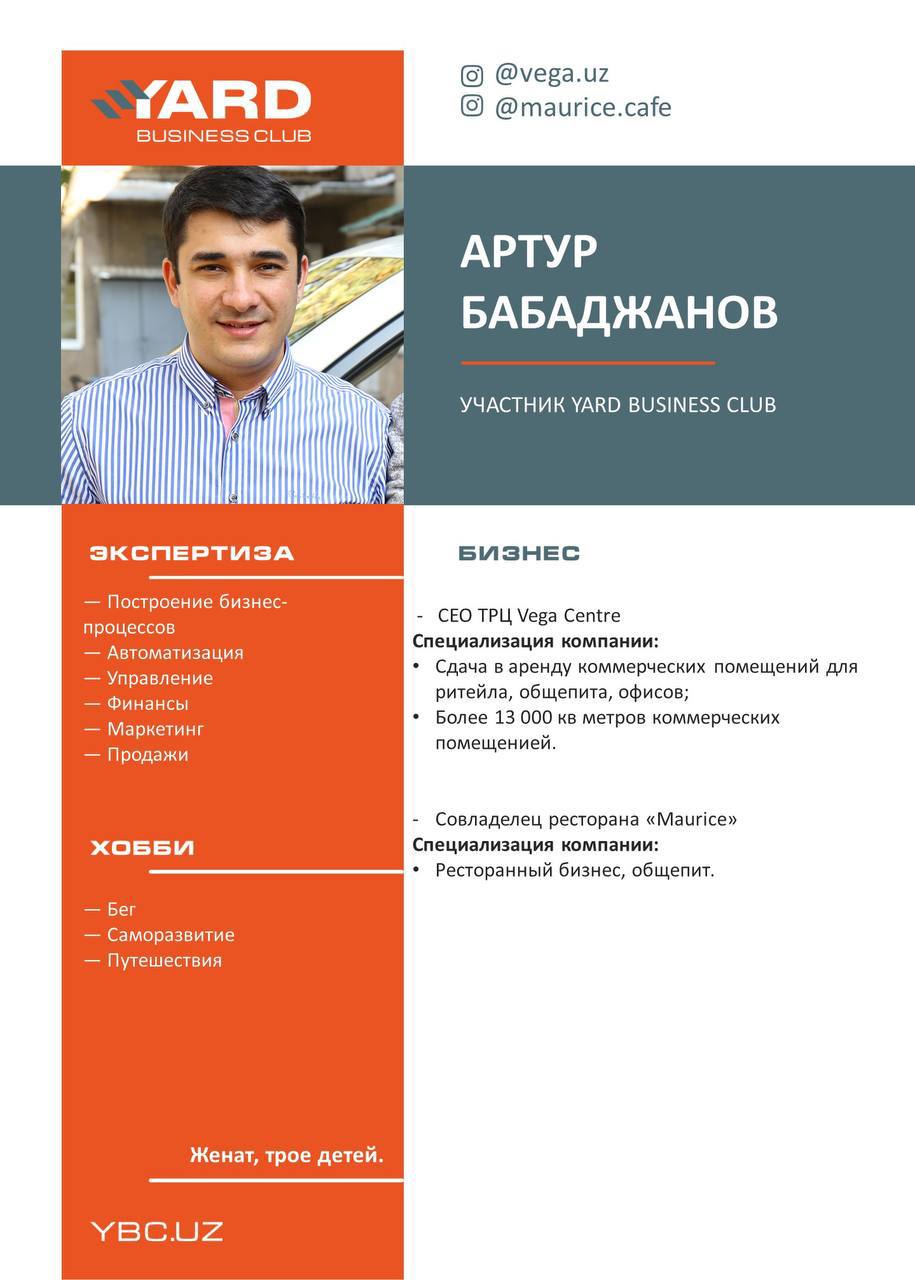 YARD
BUSINESS CLUB
@vega.uz
@maurice.cafe
АРТУР
БАБАДЖАНОВ
УЧАСТНИК YARD BUSINESS CLUB
ЭКСПЕРТИЗА
— Построение бизнес-
процессов
— Автоматизация
— Управление
— Финансы
— Маркетинг
— Продажи
ХОББИ
— Бег
— Саморазвитие
— Путешествия
Женат, трое детей.
YBC.UZ
БИЗНЕС
- СЕО ТРЦ Vega Centre
Специализация компании:
• Сдача в аренду коммерческих помещений для
ритейла, общепита, офисов;
• Более 13 000 кв метров коммерческих
помещенией.
- Совладелец ресторана «Maurice»
Специализация компании:
• Ресторанный бизнес, общепит.